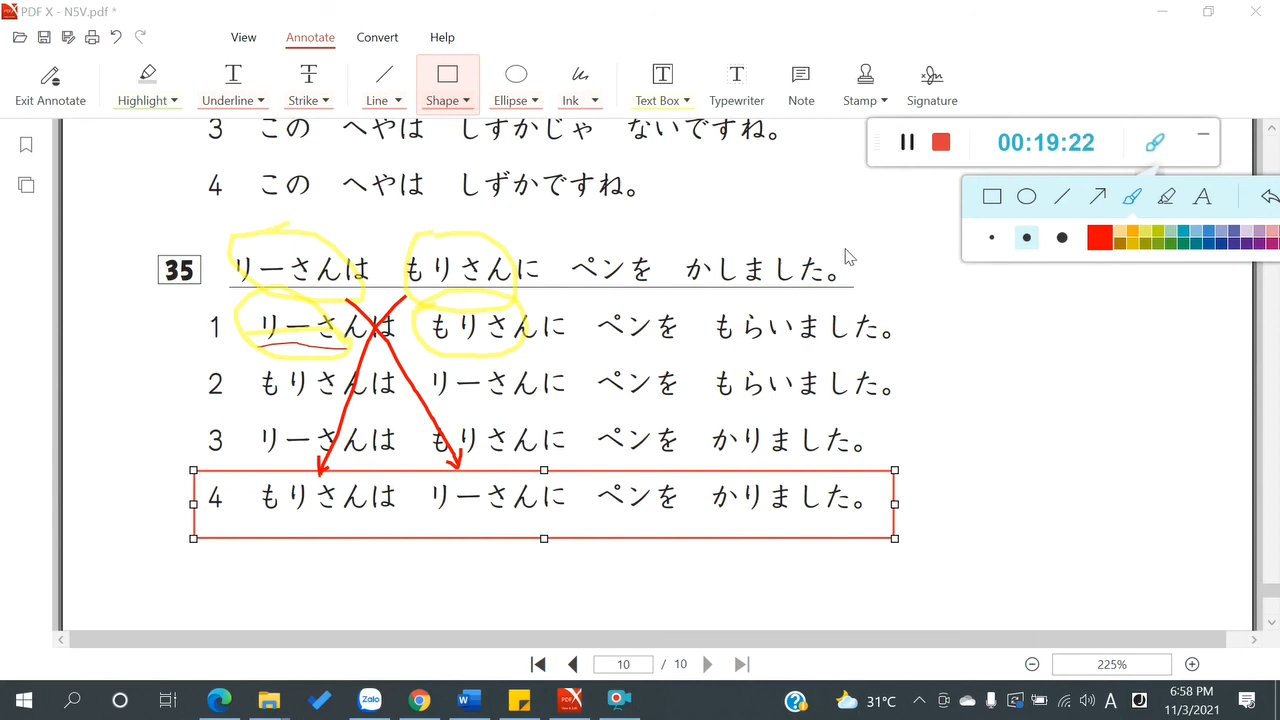 PDF X - N5V.pdf *
View Annotate Convert Help
Exit Annotate Highlight Underline Strike Line Shape Ellipse Ink Text Box Typewriter Note Stamp Signature
00:19:22
3 この へやは しずかじゃ ないですね。
4 この へやは しずかですね。
35 リーさんは もりさんに ペンを かしました。
1 リーさんは もりさんに ペンを もらいました。
2 もりさんは リーさんに ペンを もらいました。
3 リーさんは もりさんに ペンを かりました。
4 もりさんは リーさんに ペンを かりました。
10 / 10 225%
Zalo 31°C A 6:58 PM
11/3/2021